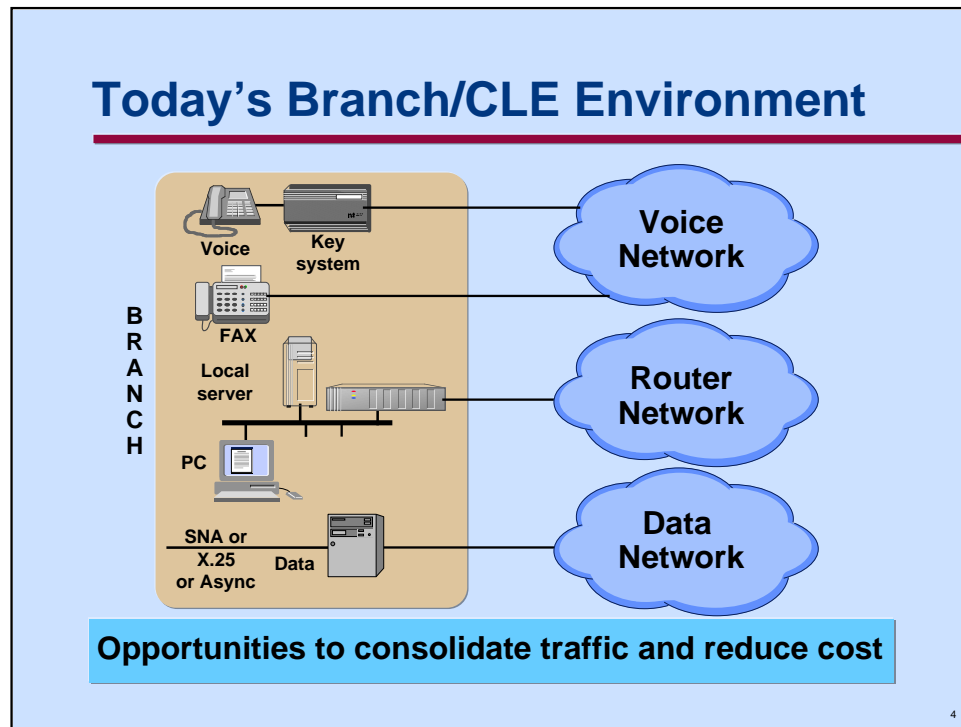 Today's Branch/CLE Environment
Voice
Key
system
Voice
Network
FAX
B
R
A
N
C
H
Local
server
Router
Network
PC
SNA or
X.25
or Async
Data
Data
Network
Opportunities to consolidate traffic and reduce cost
4